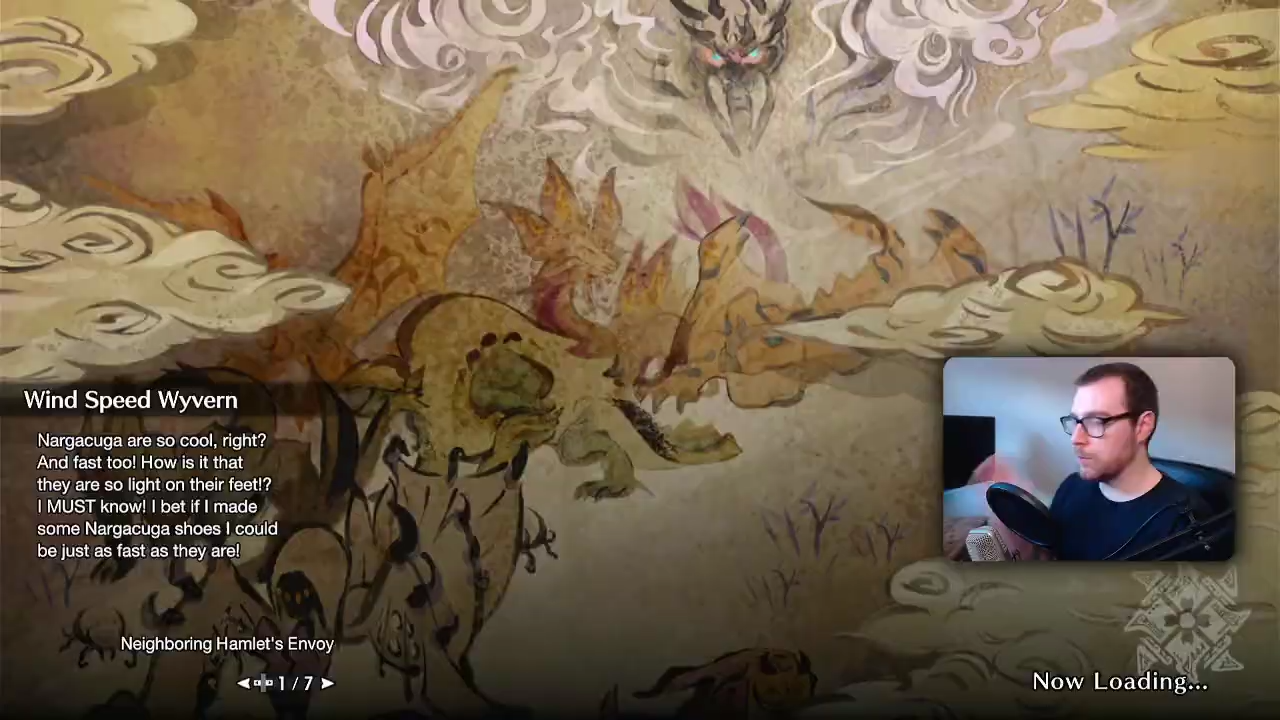 Wind Speed Wyvern
Nargacuga are so cool, right?
And fast too! How is it that
they are so light on their feet!?
I MUST know! I bet if I made
some Nargacuga shoes I could
be just as fast as they are!
Neighboring Hamlet's Envoy
1 / 7
Now Loading...